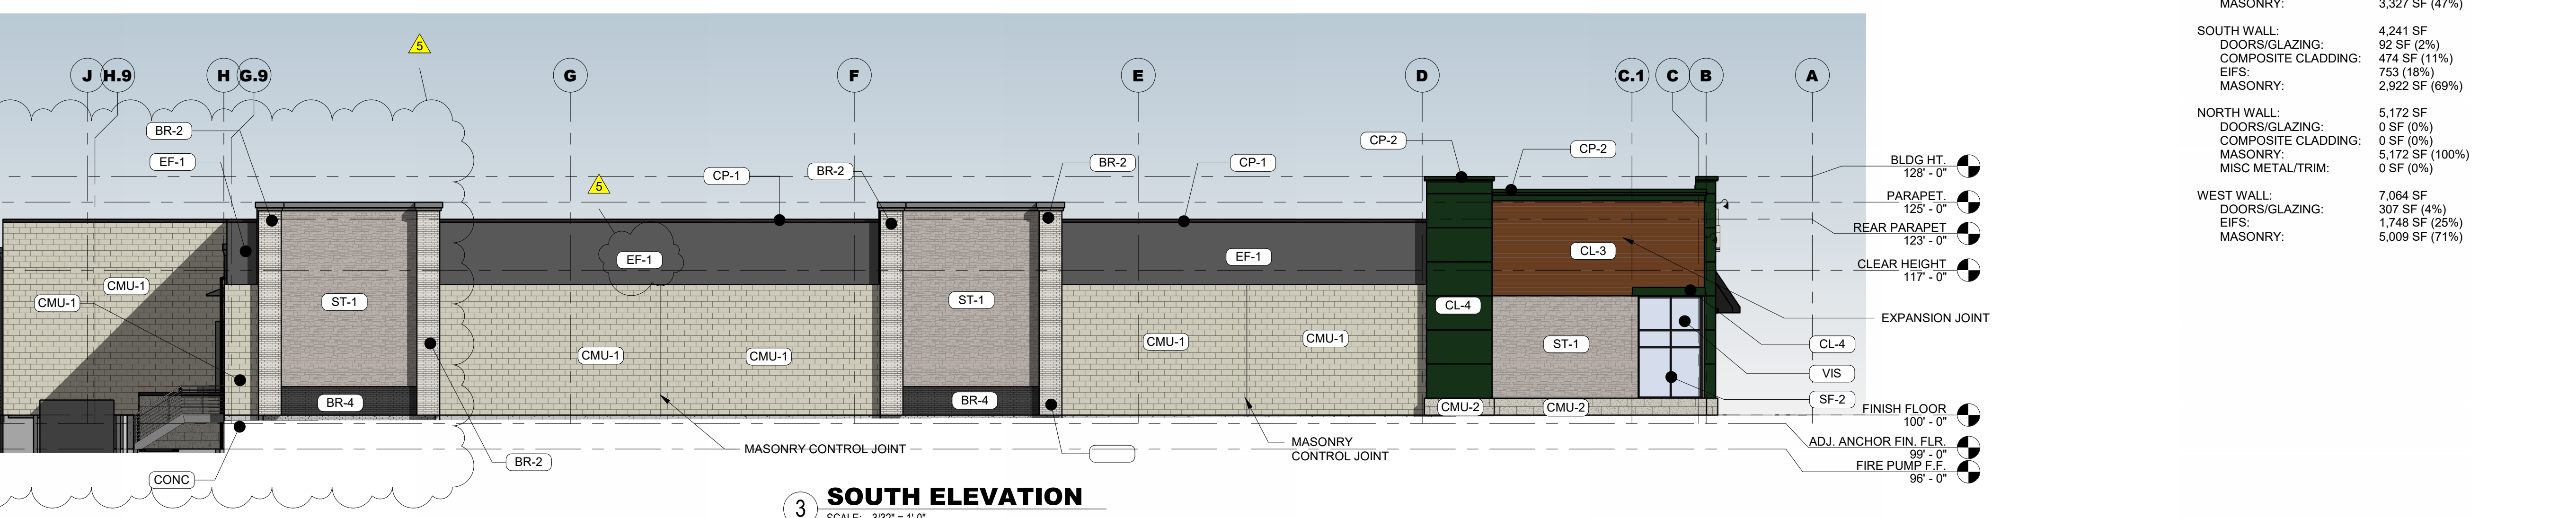 MASONRY: 3,327 SF (47%)
SOUTH WALL: 4,241 SF
DOORS/GLAZING: 92 SF (2%)
COMPOSITE CLADDING: 474 SF (11%)
EIFS: 753 (18%)
MASONRY: 2,922 SF (69%)
NORTH WALL: 5,172 SF
DOORS/GLAZING: 0 SF (0%)
COMPOSITE CLADDING: 0 SF (0%)
MASONRY: 5,172 SF (100%)
MISC METAL/TRIM: 0 SF (0%)
WEST WALL: 7,064 SF
DOORS/GLAZING: 307 SF (4%)
EIFS: 1,748 SF (25%)
MASONRY: 5,009 SF (71%)
5
J H.9 H G.9 G F E D C.1 C B A
BR-2
EF-1
CP-1
5
BR-2
BR-2
CP-1
CP-2
CP-2
BLDG HT.
128' - 0"
PARAPET.
125' - 0"
REAR PARAPET
123' - 0"
CLEAR HEIGHT
117' - 0"
EF-1
EF-1
CL-3
CMU-1
CMU-1
ST-1
ST-1
CL-4
EXPANSION JOINT
CMU-1
CMU-1
CMU-1
CMU-1
ST-1
CL-4
VIS
SF-2
BR-4
BR-4
CMU-2
CMU-2
FINISH FLOOR
100' - 0"
ADJ. ANCHOR FIN. FLR.
99' - 0"
FIRE PUMP F.F.
96' - 0"
MASONRY CONTROL JOINT
MASONRY
CONTROL JOINT
BR-2
CONC
3
SOUTH ELEVATION
SCALE: 3/32" = 1'-0"